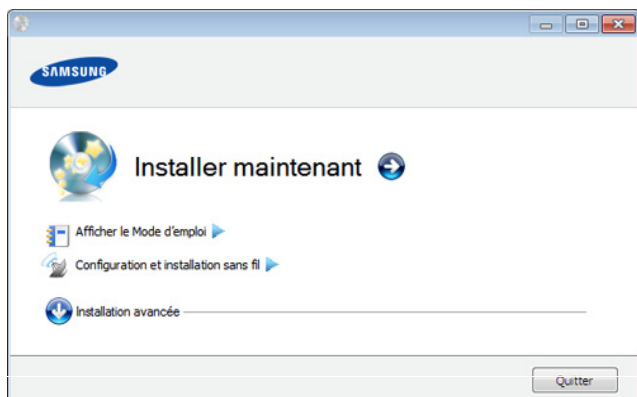 SAMSUNG
Installer maintenant
Afficher le Mode d'emploi
Configuration et installation sans fil
Installation avancée
Quitter